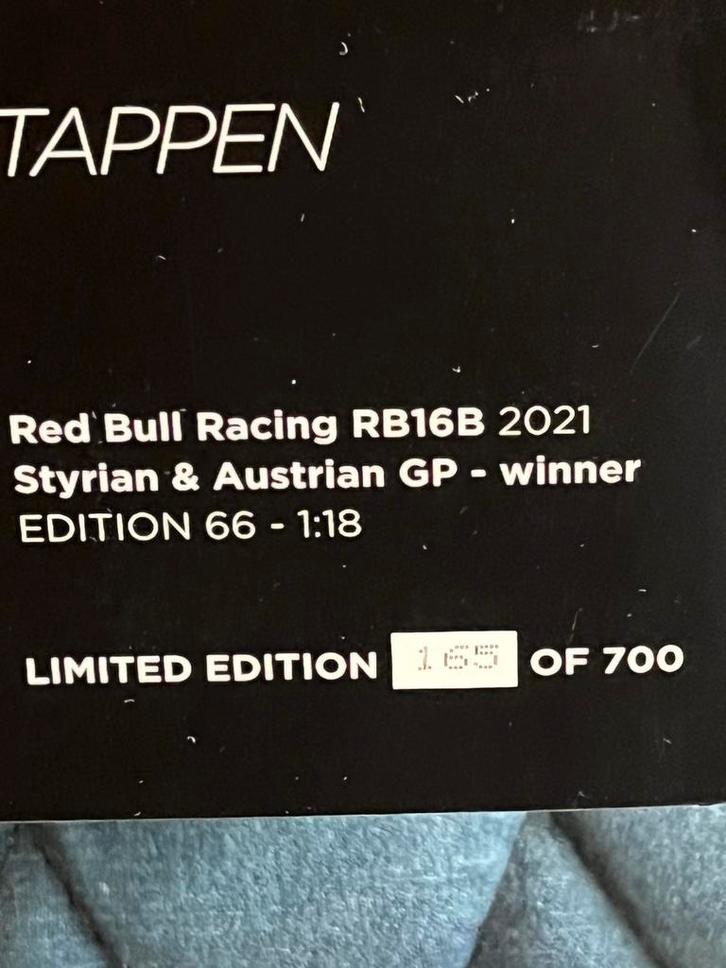 TAPPEN
Red Bull Racing RB16B 2021
Styrian & Austrian GP - winner
EDITION 66 - 1:18
LIMITED EDITION 165 OF 700